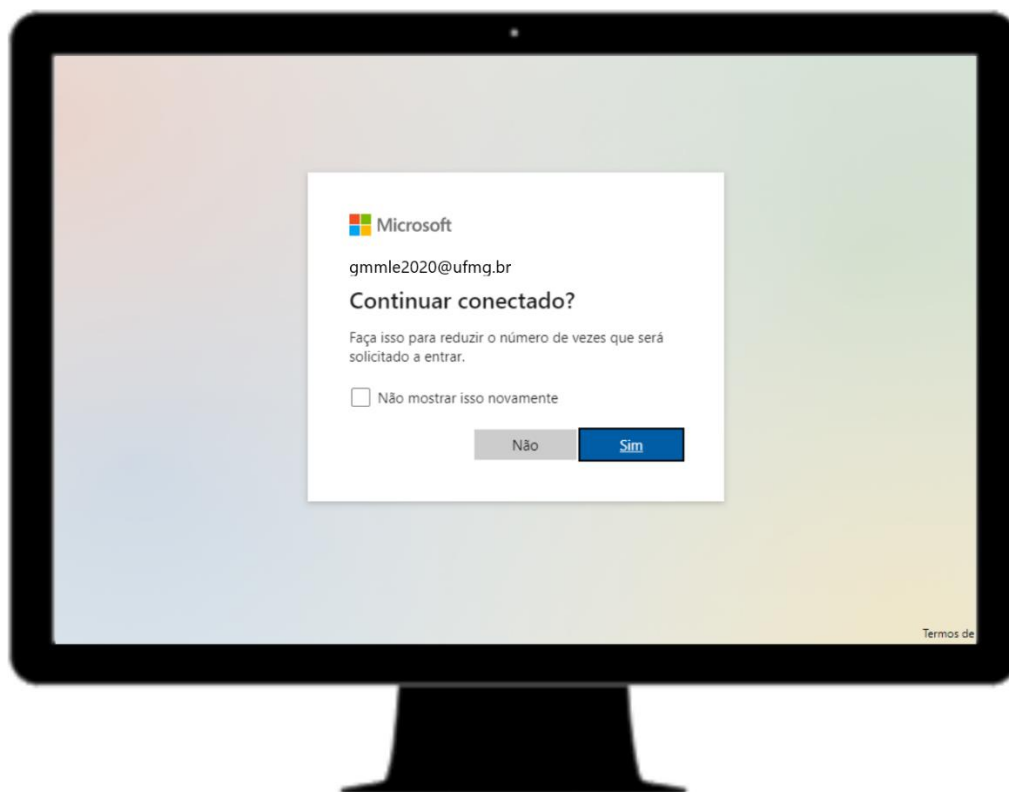 Microsoft
gmmle2020@ufmg.br
Continuar conectado?
Faça isso para reduzir o número de vezes que será
solicitado a entrar.
Não mostrar isso novamente
Não
Sim
Termos de